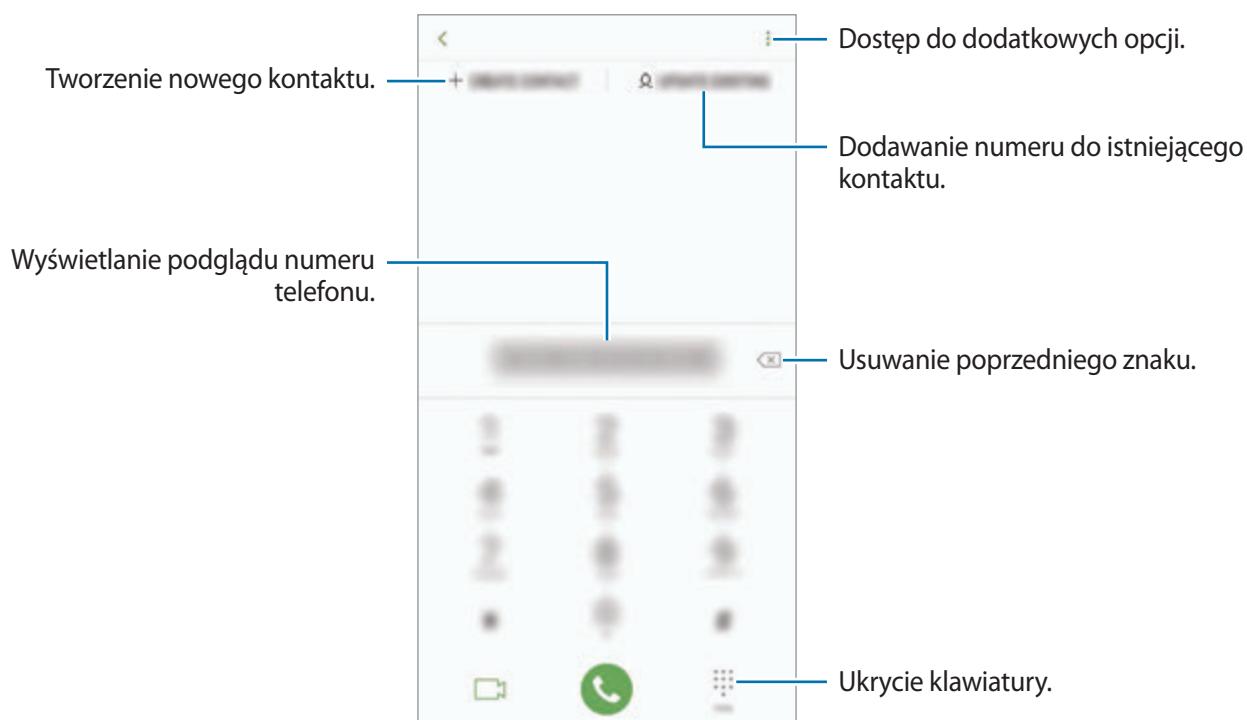 Dostęp do dodatkowych opcji.
Tworzenie nowego kontaktu.
Dodawanie numeru do istniejącego
kontaktu.
Wyświetlanie podglądu numeru
telefonu.
Usuwanie poprzedniego znaku.
Ukrycie klawiatury.